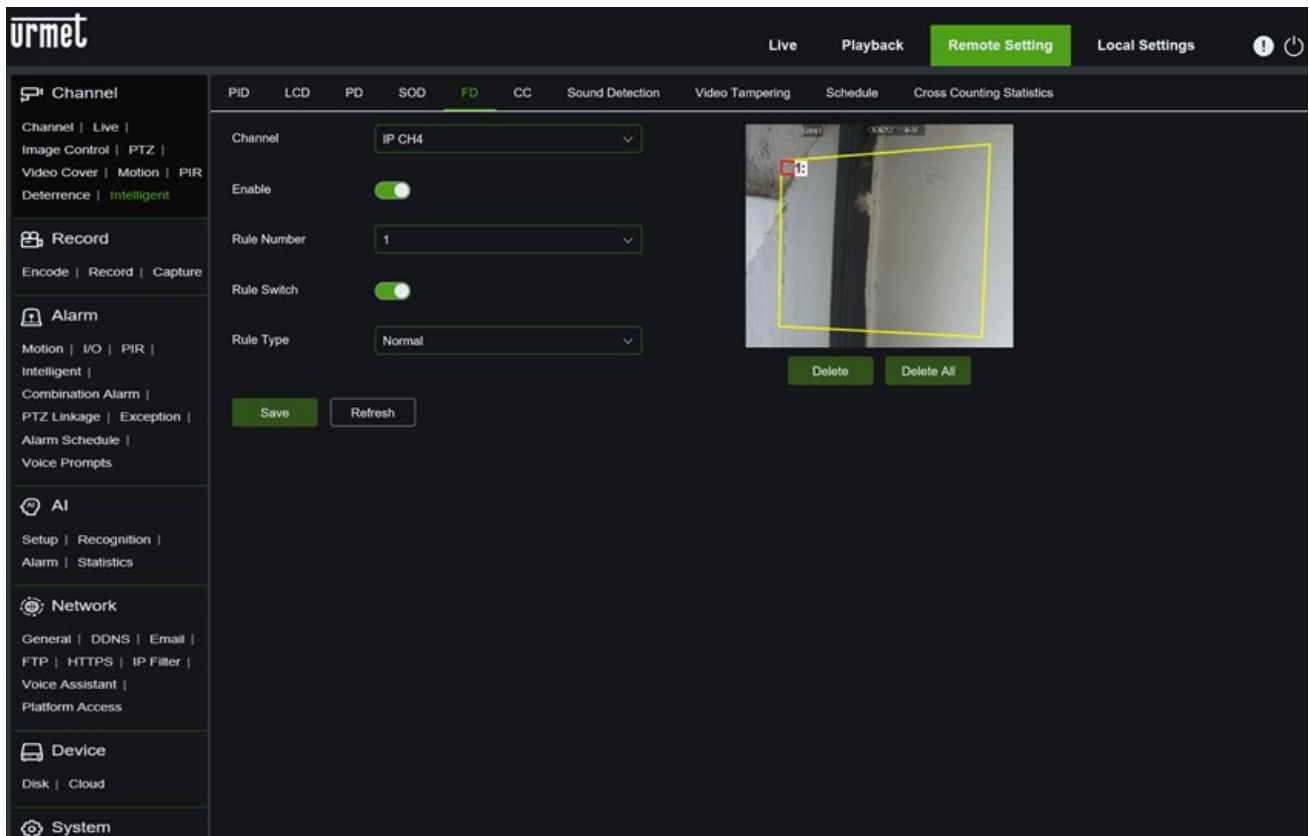 urmet
Live Playback Remote Setting Local Settings
Channel
Channel | Live |
Image Control | PTZ |
Video Cover | Motion | PIR
Deterrence | Intelligent
Record
Encode | Record | Capture
Alarm
Motion | I/O | PIR |
Intelligent |
Combination Alarm |
PTZ Linkage | Exception |
Alarm Schedule |
Voice Prompts
AI
Setup | Recognition |
Alarm | Statistics
Network
General | DDNS | Email |
FTP | HTTPS | IP Filter |
Voice Assistant |
Platform Access
Device
Disk | Cloud
System
PID LCD PD SOD FD CC Sound Detection Video Tampering Schedule Cross Counting Statistics
Channel IP CH4
Enable
Rule Number 1
Rule Switch
Rule Type Normal
Save Refresh
1:
Delete Delete All